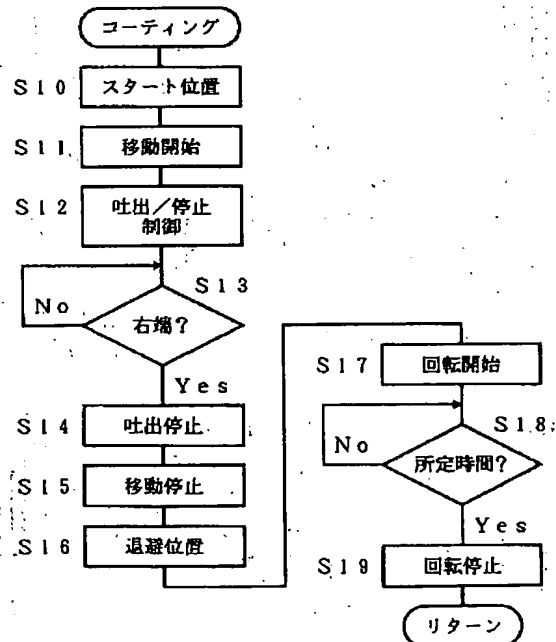 コーティング
S10 スタート位置
S11 移動開始
S12 吐出／停止
制御
S13
右端？
No
Yes
S14 吐出停止
S15 移動停止
S16 退避位置
S17 回転開始
S18
所定時間？
No
Yes
S19 回転停止
リターン